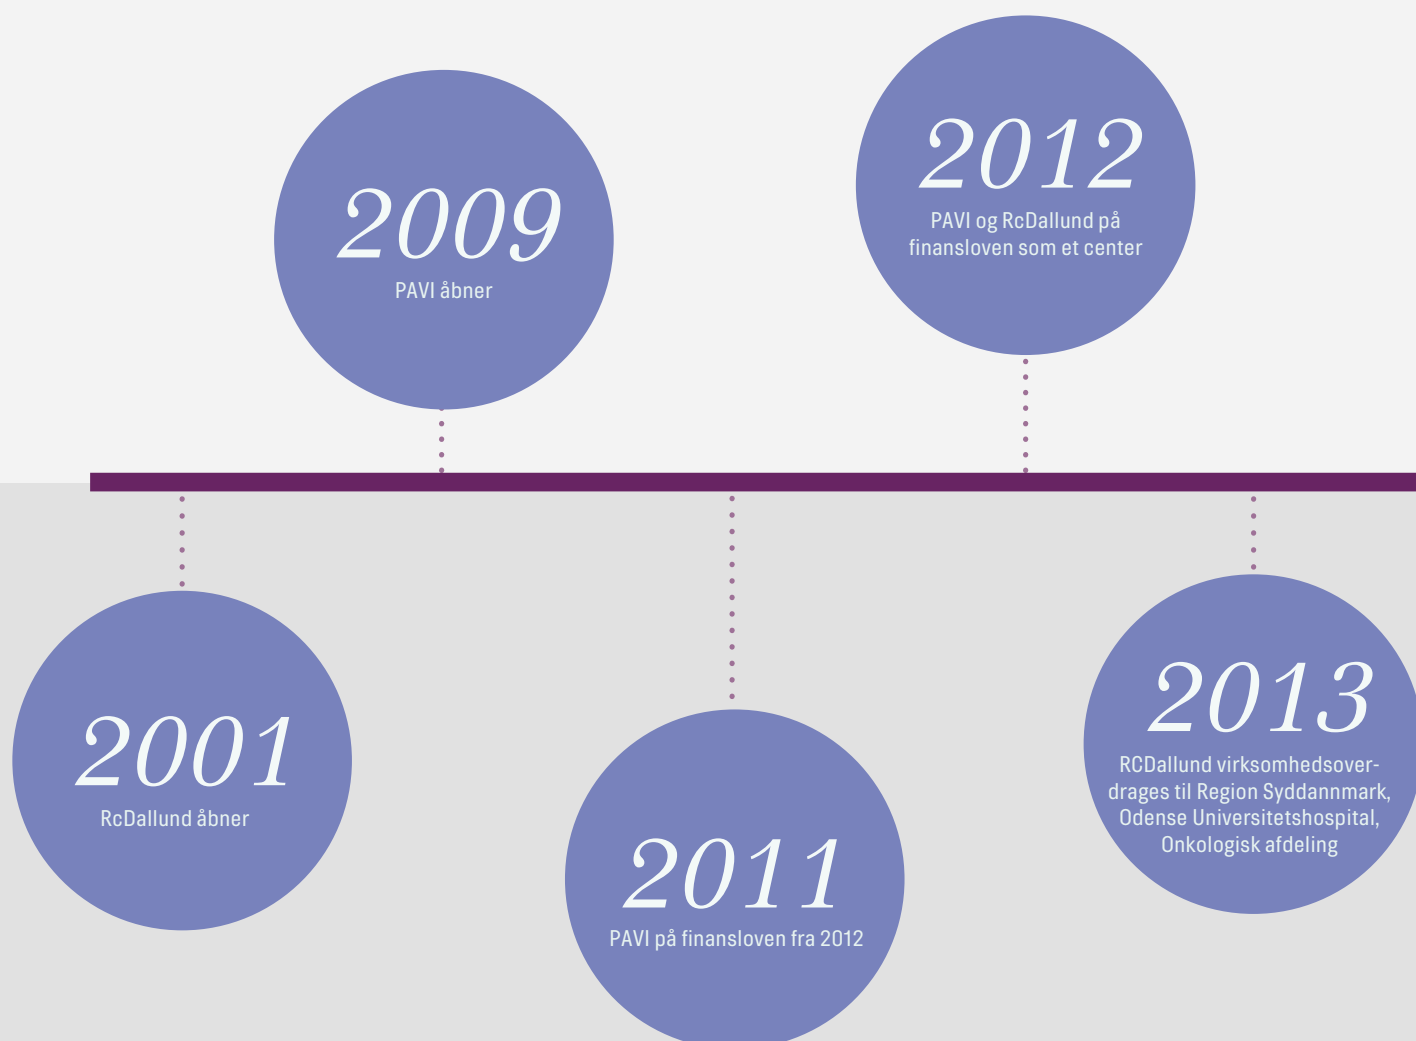 2001
RcDallund åbner
2009
PAVI åbner
2011
PAVI på finansloven fra 2012
2012
PAVI og RcDallund på
finansloven som et center
2013
RCDallund virksomhedsover-
drages til Region Syddannmark,
Odense Universitetshospital,
Onkologisk afdeling